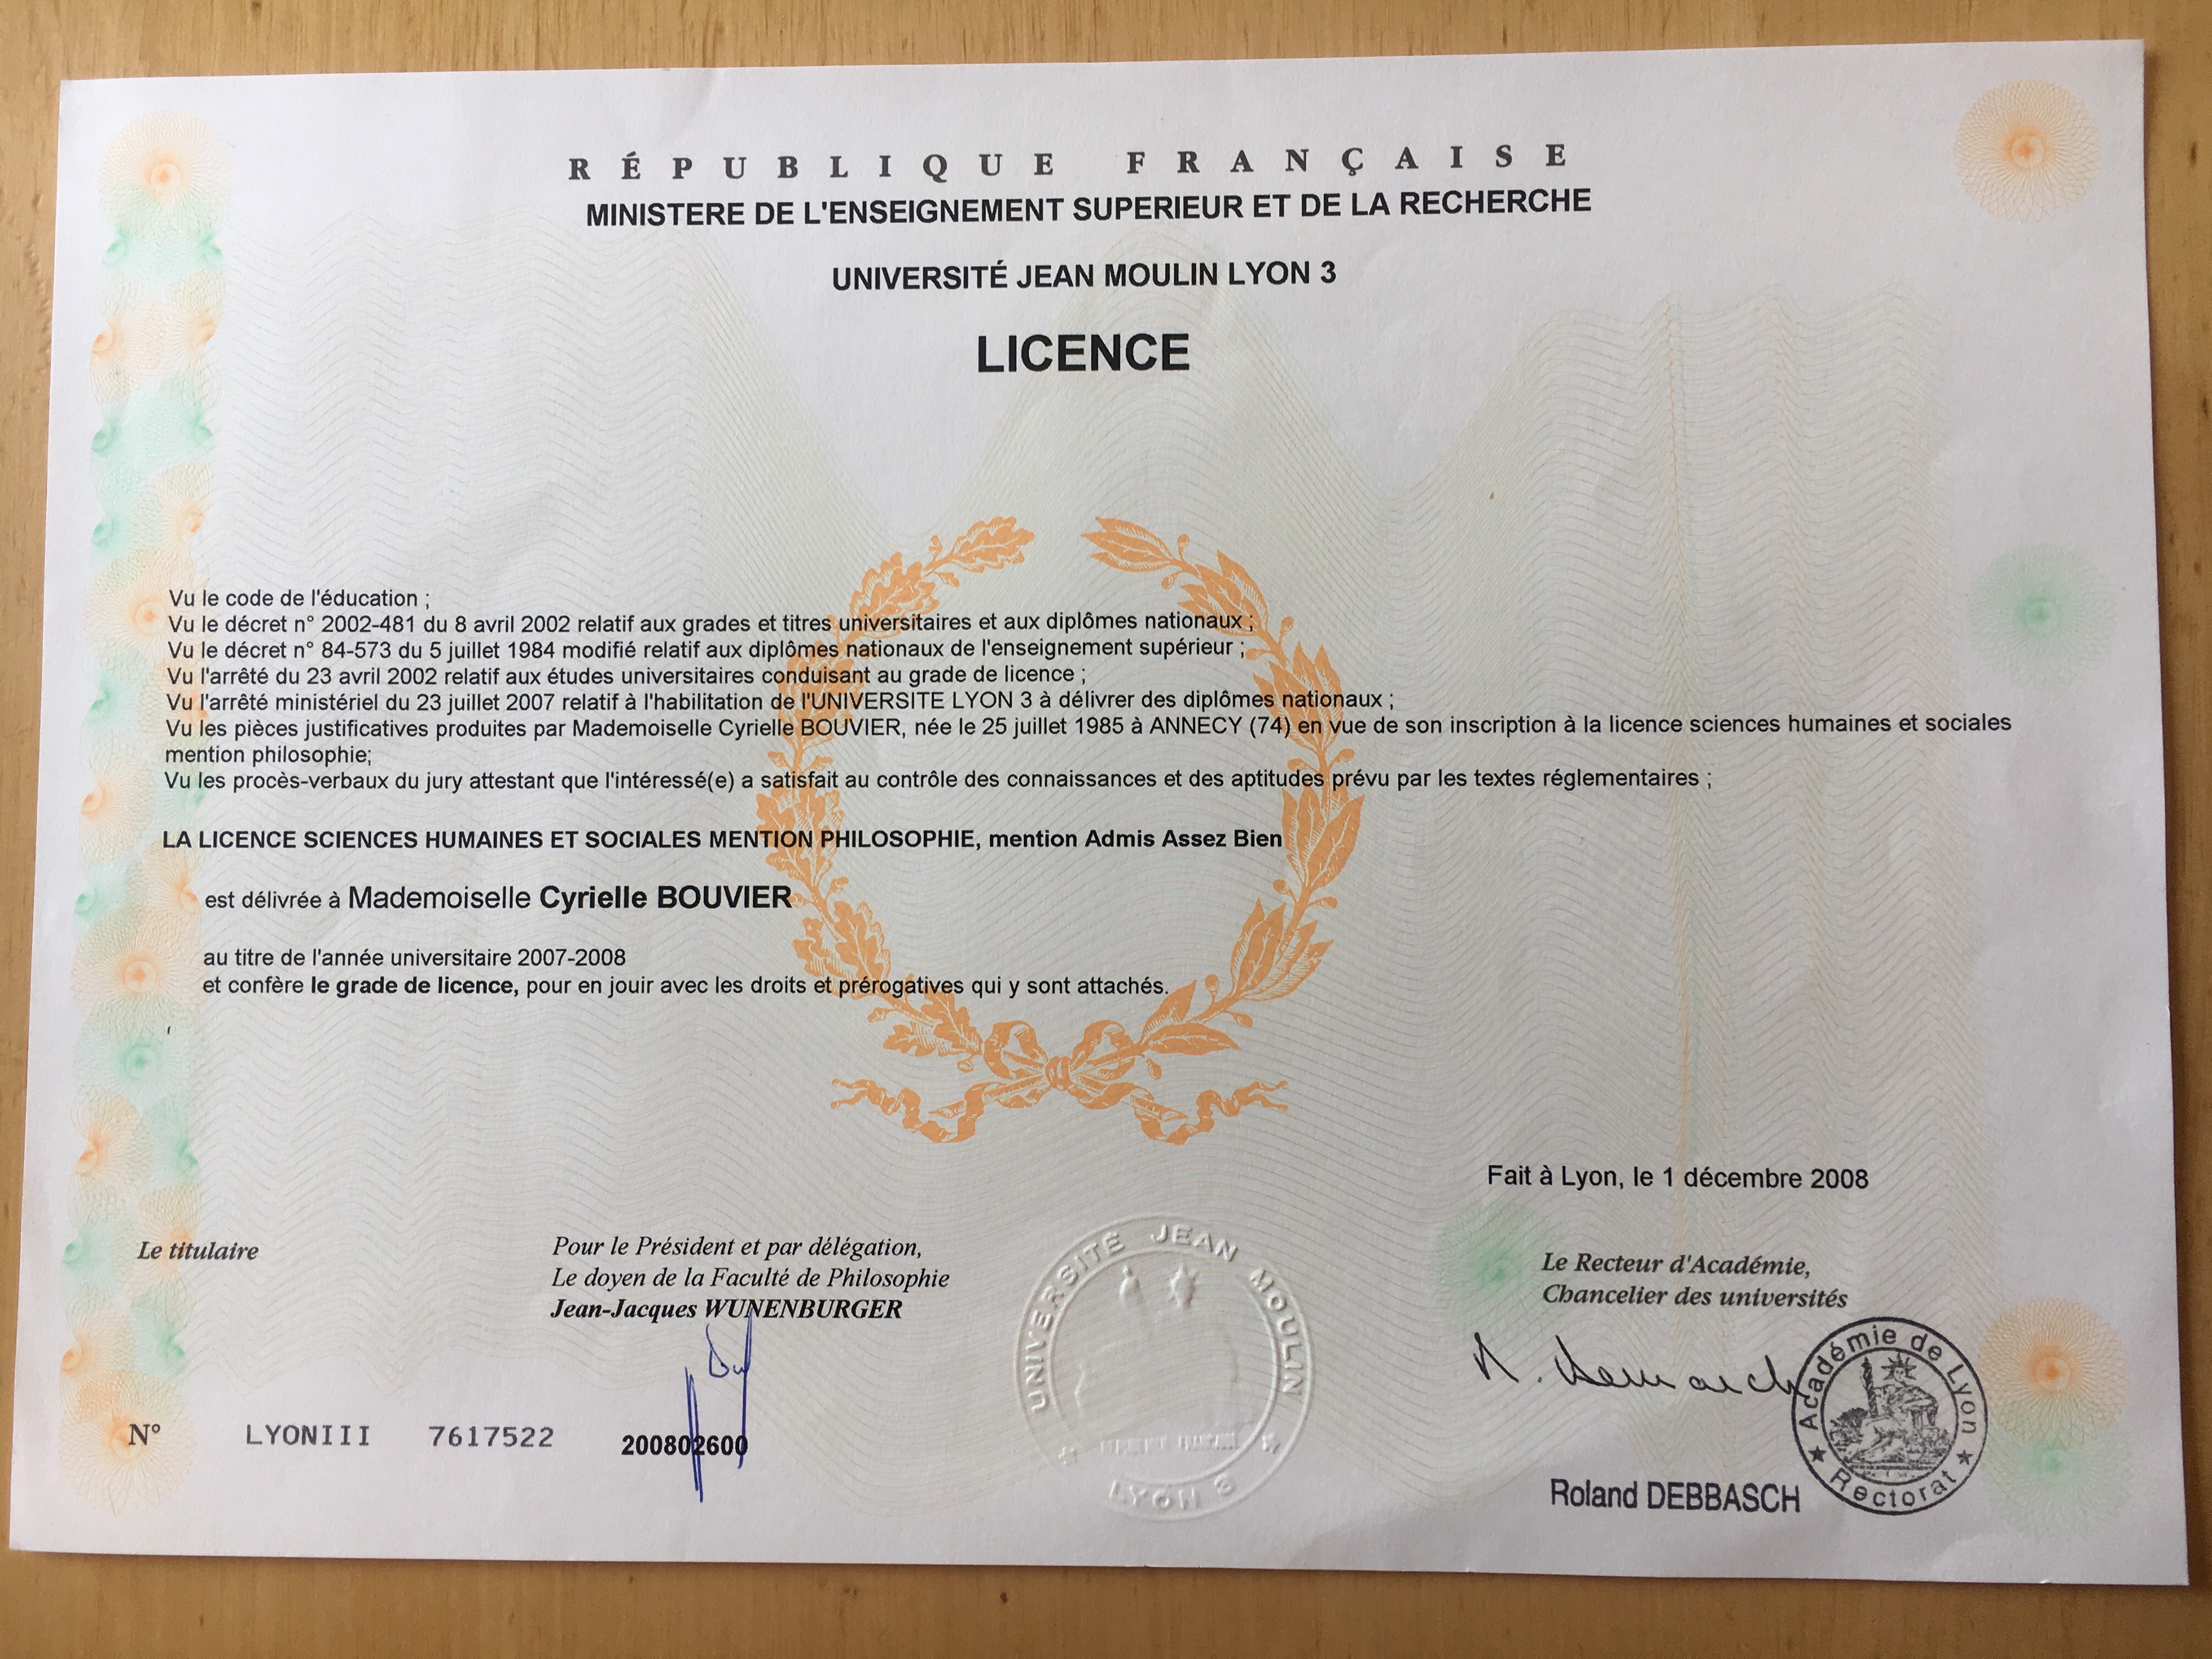 RÉPUBLIQUE FRANÇAISE
MINISTERE DE L'ENSEIGNEMENT SUPERIEUR ET DE LA RECHERCHE
UNIVERSITÉ JEAN MOULIN LYON 3
LICENCE
Vu le code de l'éducation ;
Vu le décret n° 2002-481 du 8 avril 2002 relatif aux grades et titres universitaires et aux diplômes nationaux ;
Vu le décret n° 84-573 du 5 juillet 1984 modifié relatif aux diplômes nationaux de l'enseignement supérieur ;
Vu l'arrêté du 23 avril 2002 relatif aux études universitaires conduisant au grade de licence ;
Vu l'arrêté ministériel du 23 juillet 2007 relatif à l'habilitation de l'UNIVERSITE LYON 3 à délivrer des diplômes nationaux ;
Vu les pièces justificatives produites par Mademoiselle Cyrielle BOUVIER, née le 25 juillet 1985 à ANNECY (74) en vue de son inscription à la licence sciences humaines et sociales
mention philosophie;
Vu les procès-verbaux du jury attestant que l'intéressé(e) a satisfait au contrôle des connaissances et des aptitudes prévu par les textes réglementaires ;
LA LICENCE SCIENCES HUMAINES ET SOCIALES MENTION PHILOSOPHIE, mention Admis Assez Bien
est délivrée à Mademoiselle Cyrielle BOUVIER
au titre de l'année universitaire 2007-2008
et confère le grade de licence, pour en jouir avec les droits et prérogatives qui y sont attachés.
Fait à Lyon, le 1 décembre 2008
Le titulaire
Pour le Président et par délégation,
Le doyen de la Faculté de Philosophie
Jean-Jacques WUNENBURGER
UNIVERSITE JEAN MOULIN
LYON 3
Le Recteur d'Académie,
Chancelier des universités
Académie de Lyon
Rectorat
Roland DEBBASCH
N° LYONIII 7617522 200802600